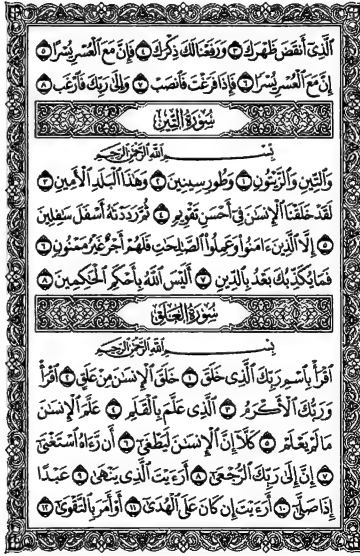 ٱلَّذِىٓ أَنقَضَ ظَهْرَكَ ٣ وَرَفَعْنَا لَكَ ذِكْرَكَ ٤ فَإِنَّ مَعَ ٱلْعُسْرِ يُسْرًا ٥
إِنَّ مَعَ ٱلْعُسْرِ يُسْرًا ٦ فَإِذَا فَرَغْتَ فَٱنصَبْ ٧ وَإِلَىٰ رَبِّكَ فَٱرْغَب ٨
سُورَةُ التِّينِ
بِسْمِ ٱللَّهِ ٱلرَّحْمَٰنِ ٱلرَّحِيمِ
وَٱلتِّينِ وَٱلزَّيْتُونِ ١ وَطُورِ سِينِينَ ٢ وَهَٰذَا ٱلْبَلَدِ ٱلْأَمِينِ ٣
لَقَدْ خَلَقْنَا ٱلْإِنسَٰنَ فِىٓ أَحْسَنِ تَقْوِيمٍ ٤ ثُمَّ رَدَدْنَٰهُ أَسْفَلَ سَٰفِلِينَ
٥ إِلَّا ٱلَّذِينَ ءَامَنُوا۟ وَعَمِلُوا۟ ٱلصَّٰلِحَٰتِ فَلَهُمْ أَجْرٌ غَيْرُ مَمْنُونٍ ٦
فَمَا يُكَذِّبُكَ بَعْدُ بِٱلدِّينِ ٧ أَلَيْسَ ٱللَّهُ بِأَحْكَمِ ٱلْحَٰكِمِينَ ٨
سُورَةُ العَلَقِ
بِسْمِ ٱللَّهِ ٱلرَّحْمَٰنِ ٱلرَّحِيمِ
ٱقْرَأْ بِٱسْمِ رَبِّكَ ٱلَّذِى خَلَقَ ١ خَلَقَ ٱلْإِنسَٰنَ مِنْ عَلَقٍ ٢ ٱقْرَأْ
وَرَبُّكَ ٱلْأَكْرَمُ ٣ ٱلَّذِى عَلَّمَ بِٱلْقَلَمِ ٤ عَلَّمَ ٱلْإِنسَٰنَ
مَا لَمْ يَعْلَمْ ٥ كَلَّآ إِنَّ ٱلْإِنسَٰنَ لَيَطْغَىٰٓ ٦ أَن رَّءَاهُ ٱسْتَغْنَىٰٓ
٧ إِنَّ إِلَىٰ رَبِّكَ ٱلرُّجْعَىٰٓ ٨ أَرَءَيْتَ ٱلَّذِى يَنْهَىٰ ٩ عَبْدًا
إِذَا صَلَّىٰٓ ١٠ أَرَءَيْتَ إِن كَانَ عَلَى ٱلْهُدَىٰٓ ١١ أَوْ أَمَرَ بِٱلتَّقْوَىٰٓ ١٢